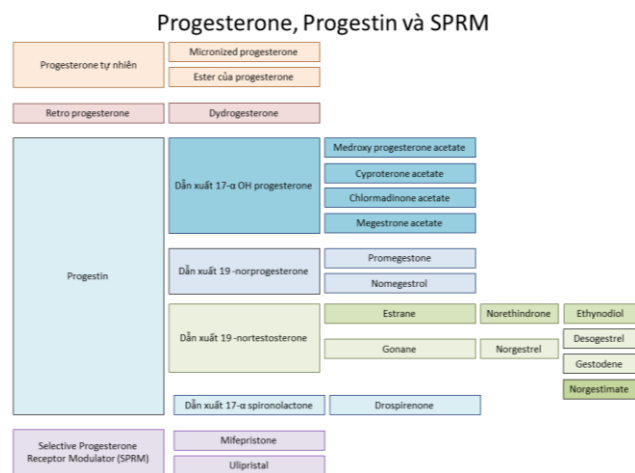 Progesterone, Progestin và SPRM
Progesterone tự nhiên
Micronized progesterone
Ester của progesterone
Retro progesterone
Dydrogesterone
Progestin
Dẫn xuất 17-α OH progesterone
Medroxy progesterone acetate
Cyproterone acetate
Chlormadinone acetate
Megestrone acetate
Dẫn xuất 19 -norprogesterone
Promegestone
Nomegestrol
Dẫn xuất 19 -nortestosterone
Estrane
Norethindrone
Ethynodiol
Gonane
Norgestrel
Desogestrel
Gestodene
Norgestimate
Dẫn xuất 17-α spironolactone
Drospirenone
Selective Progesterone
Receptor Modulator (SPRM)
Mifepristone
Ulipristal